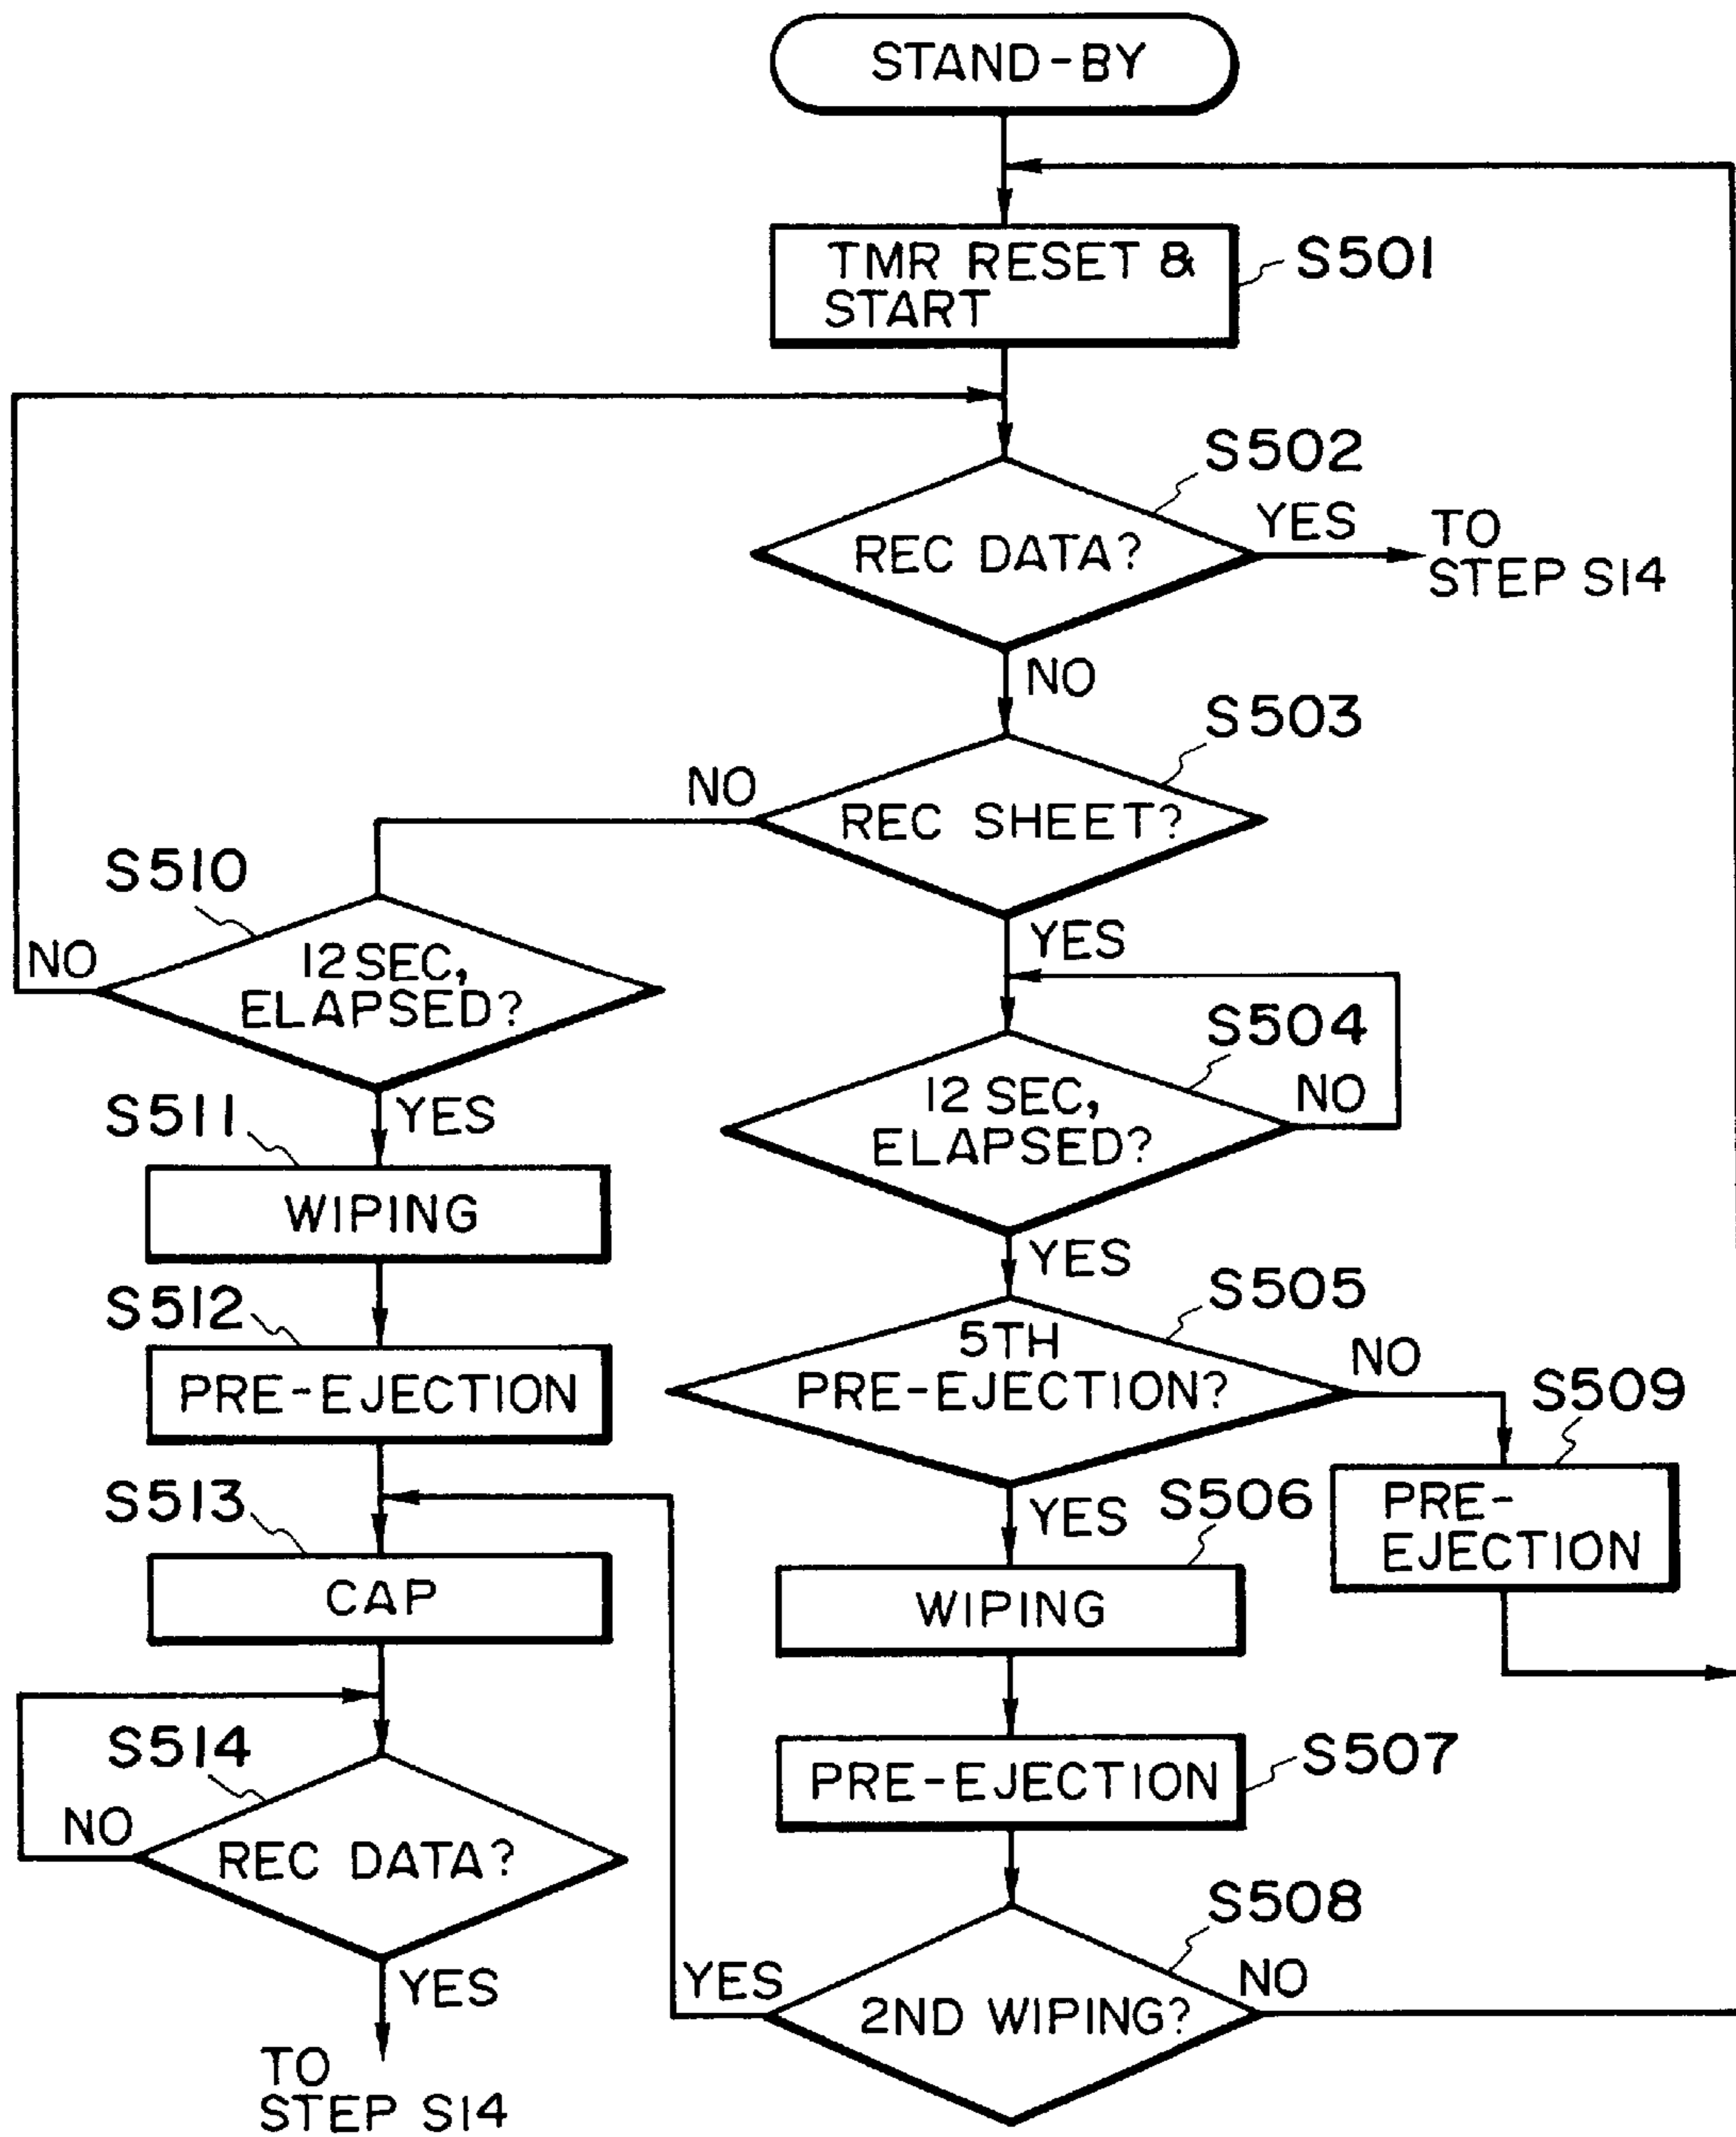 STAND-BY
TMR RESET &
START
S501
S502
REC DATA?
YES
TO
STEP S14
NO
S503
REC SHEET?
NO
YES
S510
12 SEC,
ELAPSED?
NO
YES
S504
12 SEC,
ELAPSED?
NO
YES
S511
WIPING
S512
PRE-EJECTION
S505
5TH
PRE-EJECTION?
NO
YES
S509
PRE-
EJECTION
S513
CAP
S506
WIPING
S507
PRE-EJECTION
S514
REC DATA?
NO
YES
TO
STEP S14
S508
2ND WIPING?
YES
NO